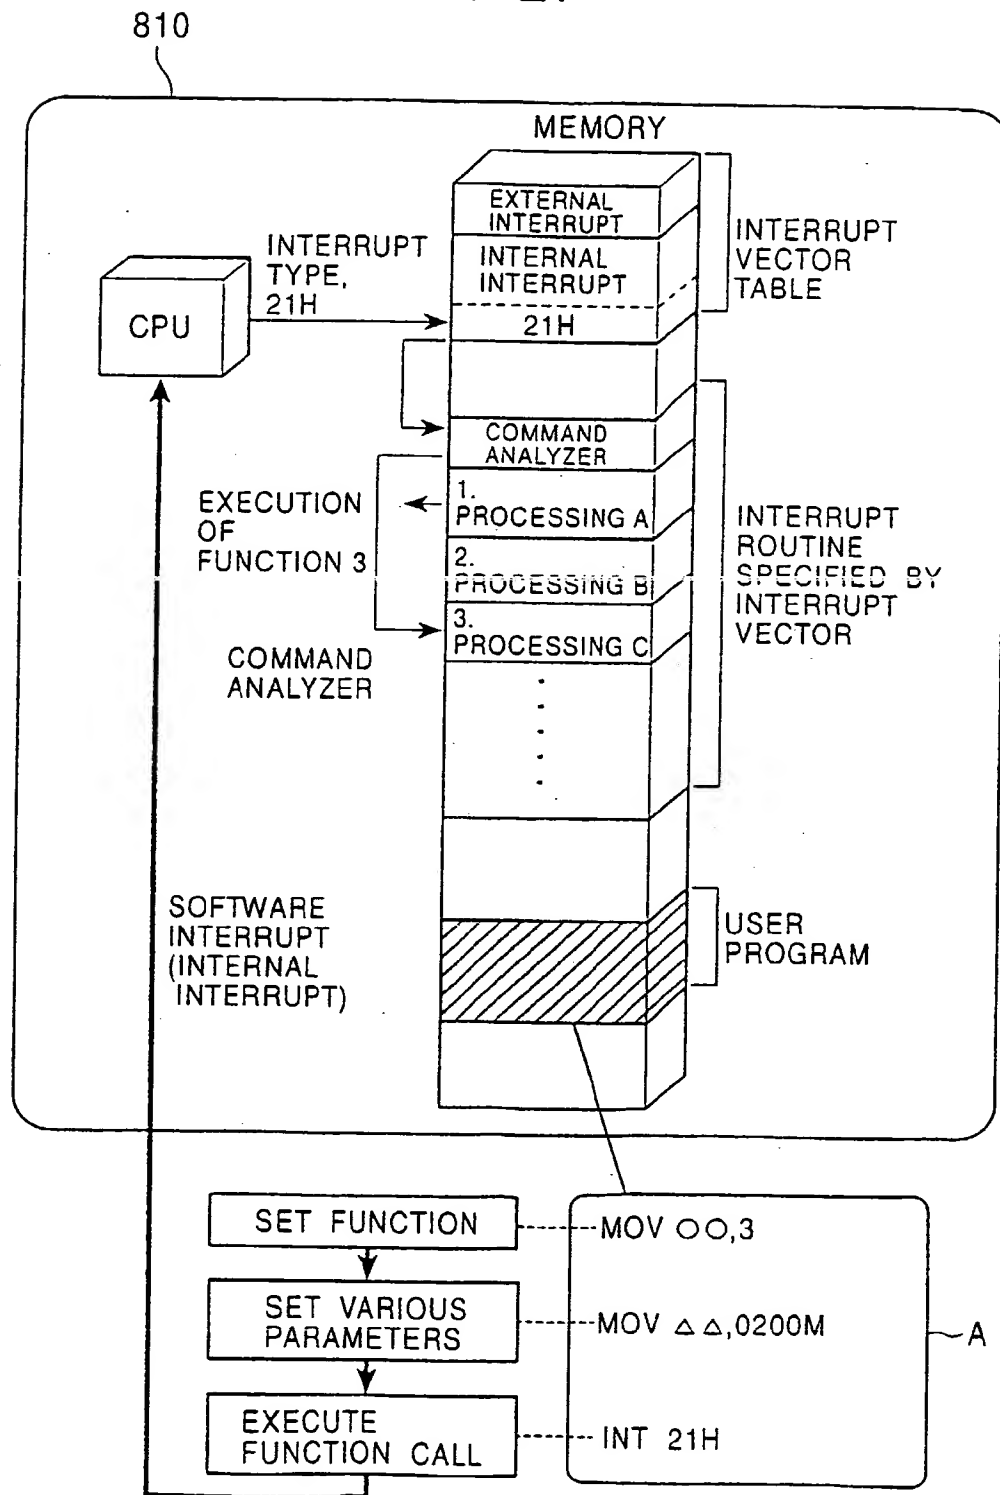 810
MEMORY
EXTERNAL
INTERRUPT
INTERNAL
INTERRUPT
21H
INTERRUPT
VECTOR
TABLE
INTERRUPT
TYPE,
21H
CPU
COMMAND
ANALYZER
1.
PROCESSING A
2.
PROCESSING B
3.
PROCESSING C
EXECUTION
OF
FUNCTION 3
COMMAND
ANALYZER
INTERRUPT
ROUTINE
SPECIFIED BY
INTERRUPT
VECTOR
SOFTWARE
INTERRUPT
(INTERNAL
INTERRUPT)
USER
PROGRAM
SET FUNCTION
MOV ○○,3
SET VARIOUS
PARAMETERS
MOV △△,0200M
A
EXECUTE
FUNCTION CALL
INT 21H